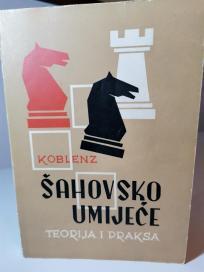 KOBLENZ
ŠAHOVSKO
UMIJEĆE
TEORIJA I PRAKSA